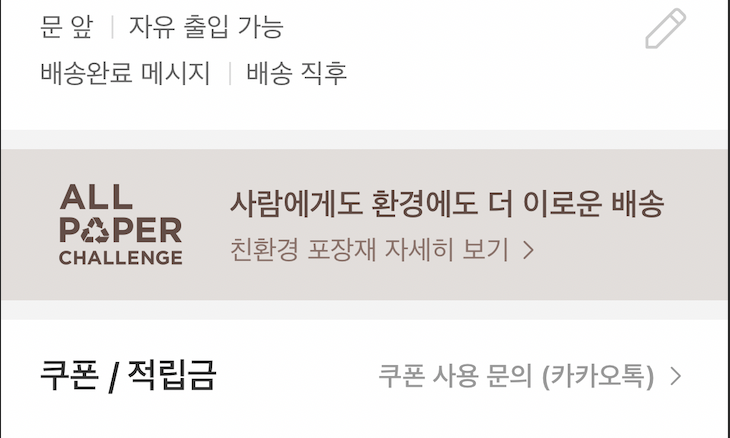 문 앞 | 자유 출입 가능
배송완료 메시지 | 배송 직후
ALL
PAPER
CHALLENGE
사람에게도 환경에도 더 이로운 배송
친환경 포장재 자세히 보기 >
쿠폰 / 적립금
쿠폰 사용 문의 (카카오톡) >